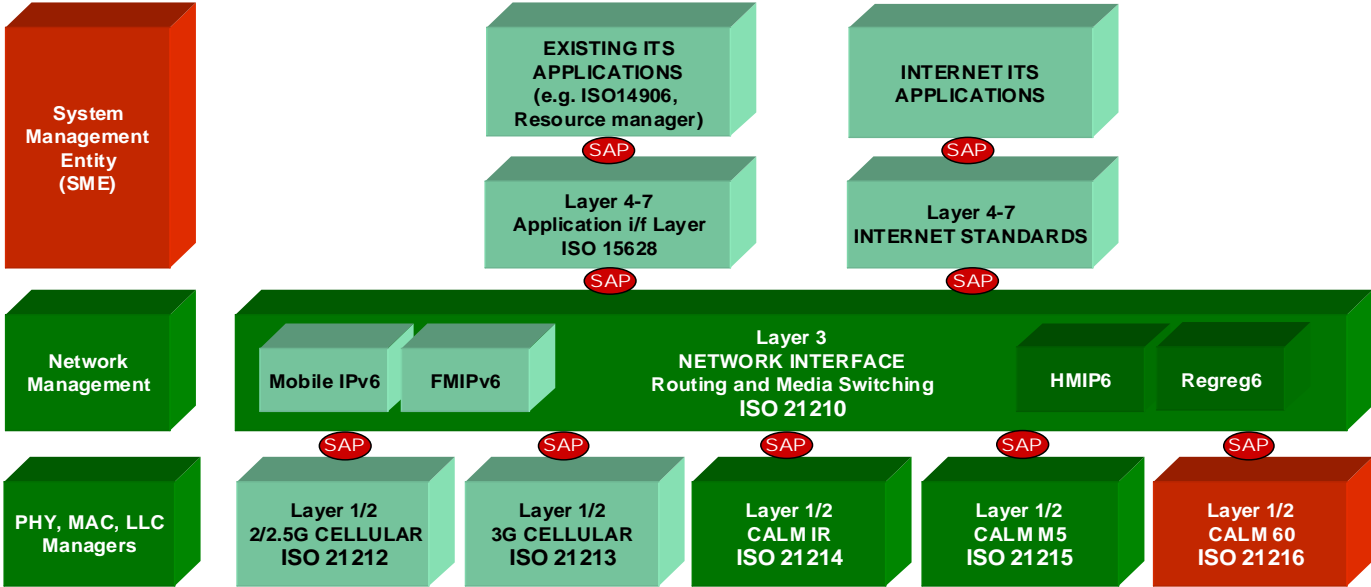 System
Management
Entity
(SME)
EXISTING ITS
APPLICATIONS
(e.g. ISO14906,
Resource manager)
INTERNET ITS
APPLICATIONS
SAP
SAP
Layer 4-7
Application i/f Layer
ISO 15628
Layer 4-7
INTERNET STANDARDS
SAP
SAP
Network
Management
Mobile IPv6
FMIPv6
Layer 3
NETWORK INTERFACE
Routing and Media Switching
ISO 21210
HMIP6
Regreg6
SAP
SAP
SAP
SAP
SAP
PHY, MAC, LLC
Managers
Layer 1/2
2/2.5G CELLULAR
ISO 21212
Layer 1/2
3G CELLULAR
ISO 21213
Layer 1/2
CALM IR
ISO 21214
Layer 1/2
CALM M5
ISO 21215
Layer 1/2
CALM 60
ISO 21216